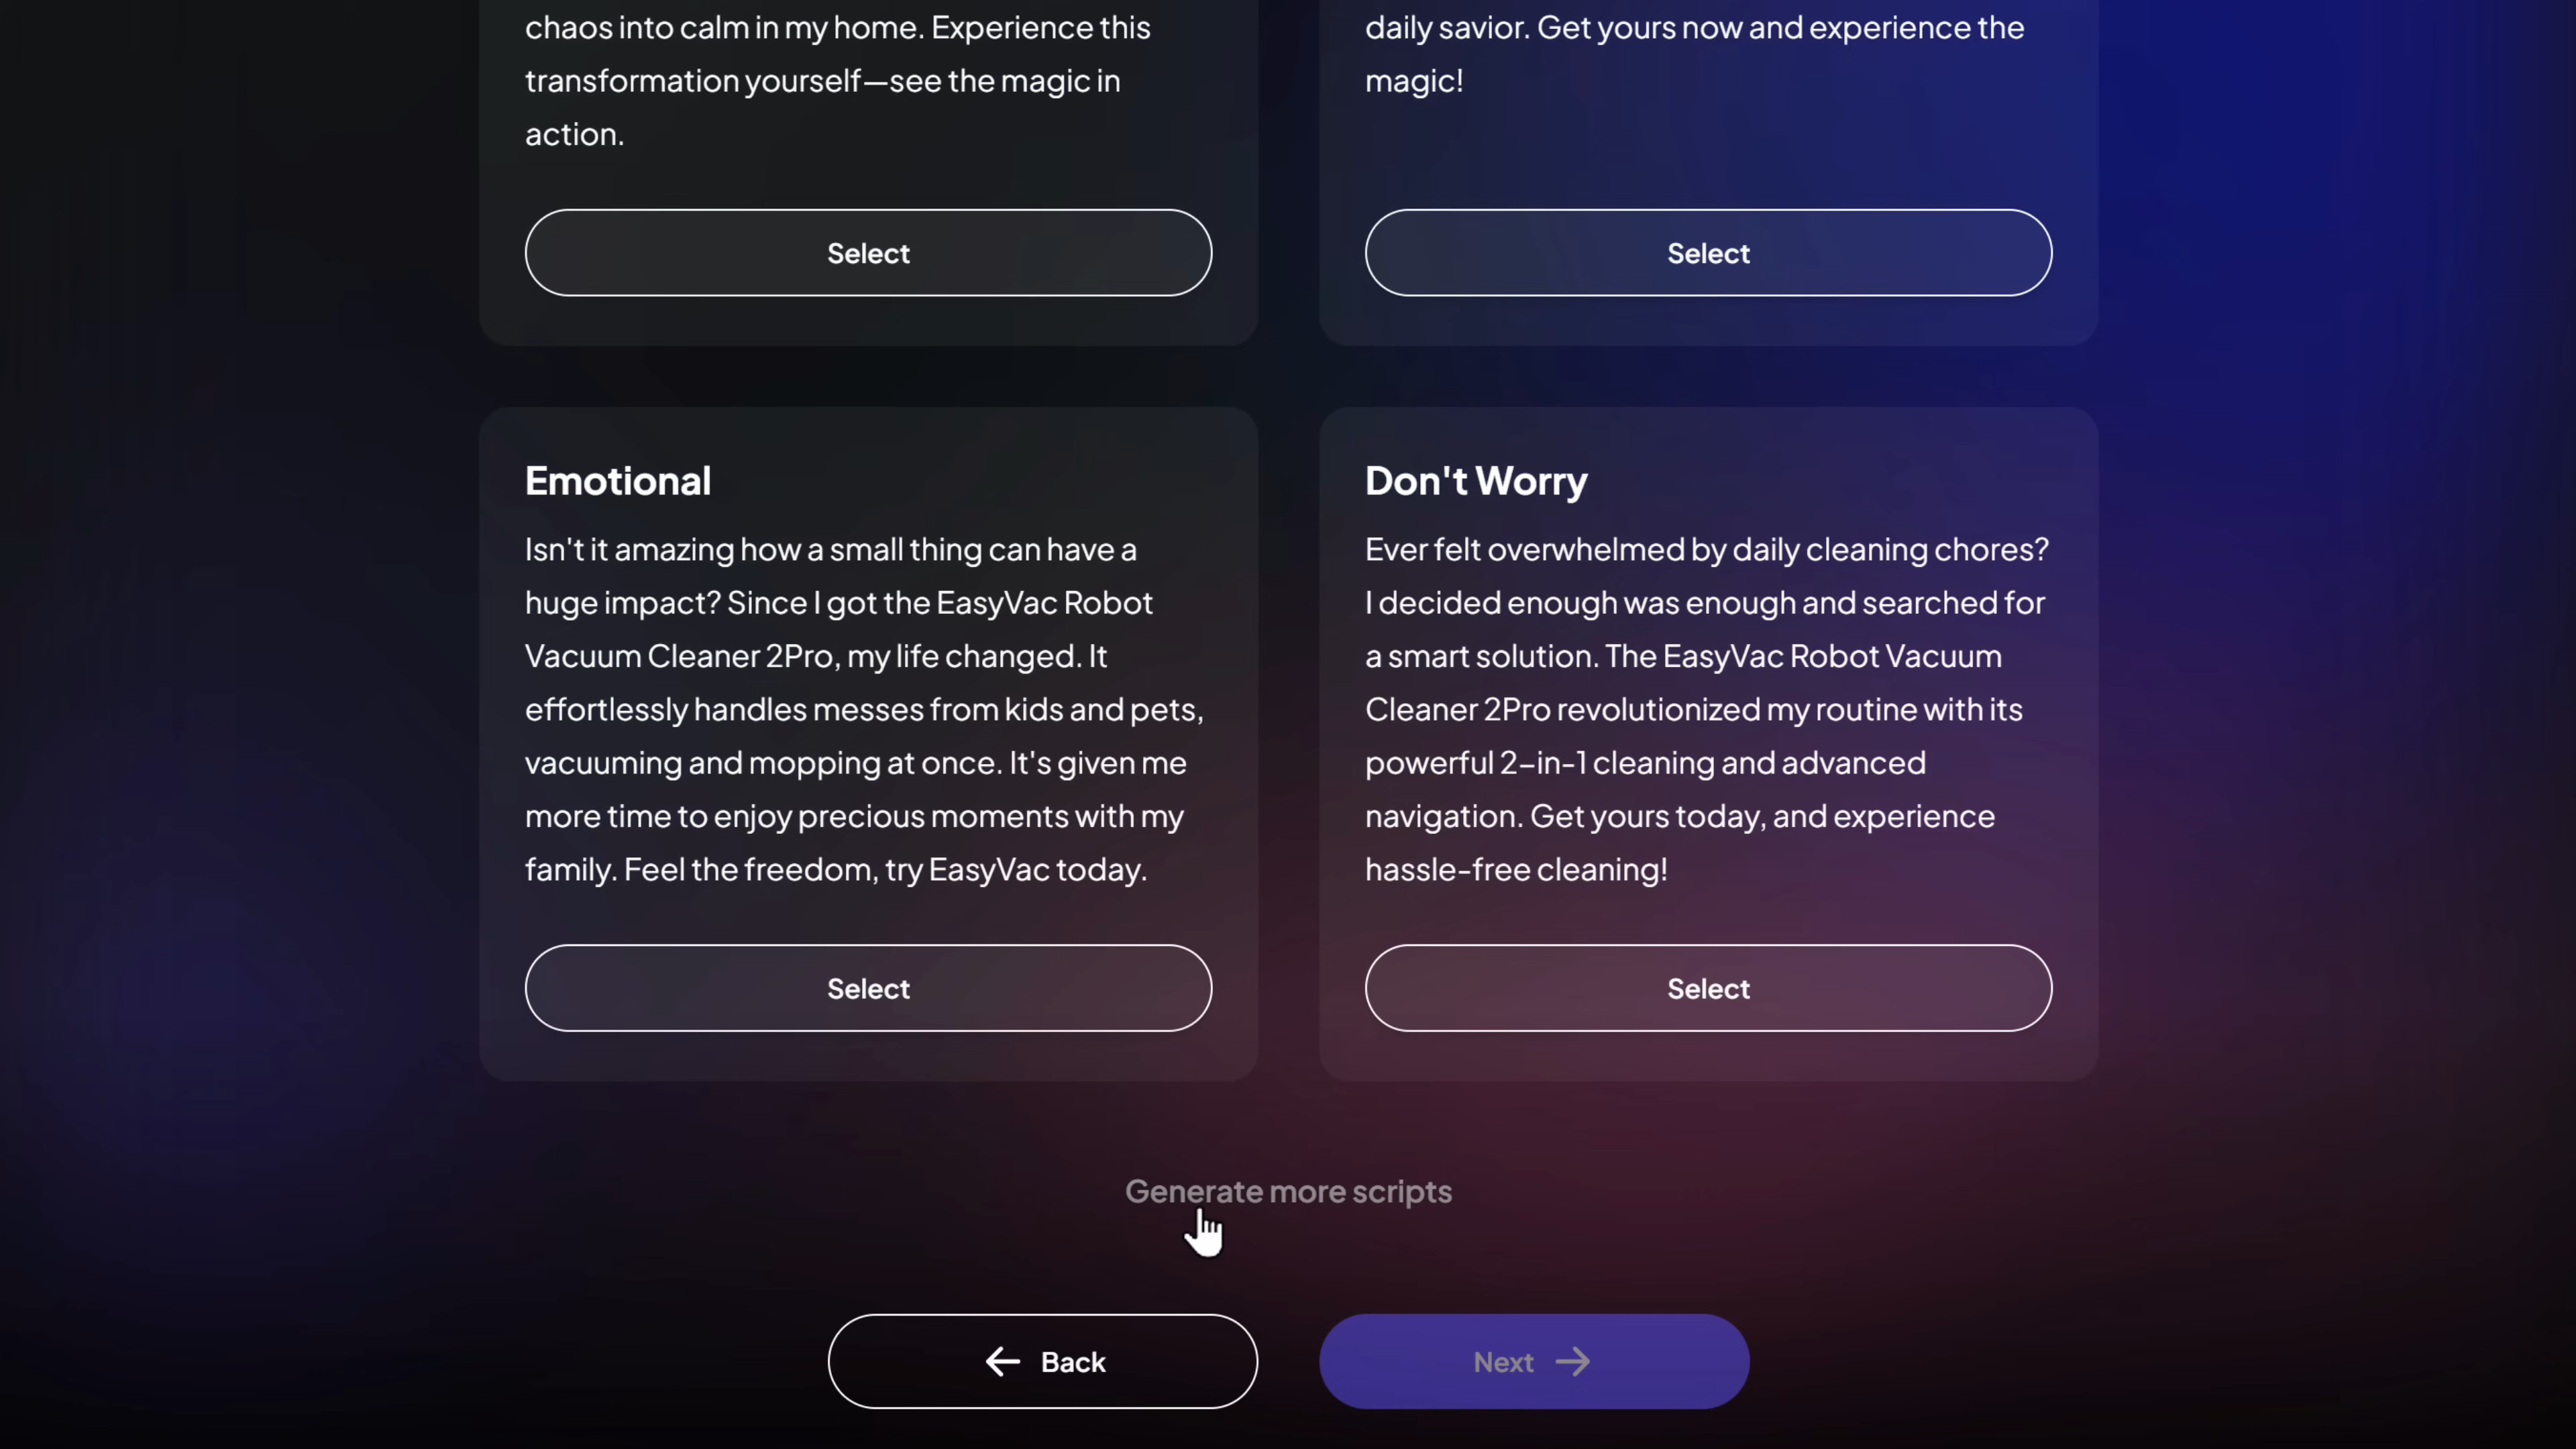 chaos into calm in my home. Experience this
transformation yourself—see the magic in
action.
Select
daily savior. Get yours now and experience the
magic!
Select
Emotional
Isn't it amazing how a small thing can have a
huge impact? Since I got the EasyVac Robot
Vacuum Cleaner 2Pro, my life changed. It
effortlessly handles messes from kids and pets,
vacuuming and mopping at once. It's given me
more time to enjoy precious moments with my
family. Feel the freedom, try EasyVac today.
Select
Don't Worry
Ever felt overwhelmed by daily cleaning chores?
I decided enough was enough and searched for
a smart solution. The EasyVac Robot Vacuum
Cleaner 2Pro revolutionized my routine with its
powerful 2-in-1 cleaning and advanced
navigation. Get yours today, and experience
hassle-free cleaning!
Select
Generate more scripts
Back
Next